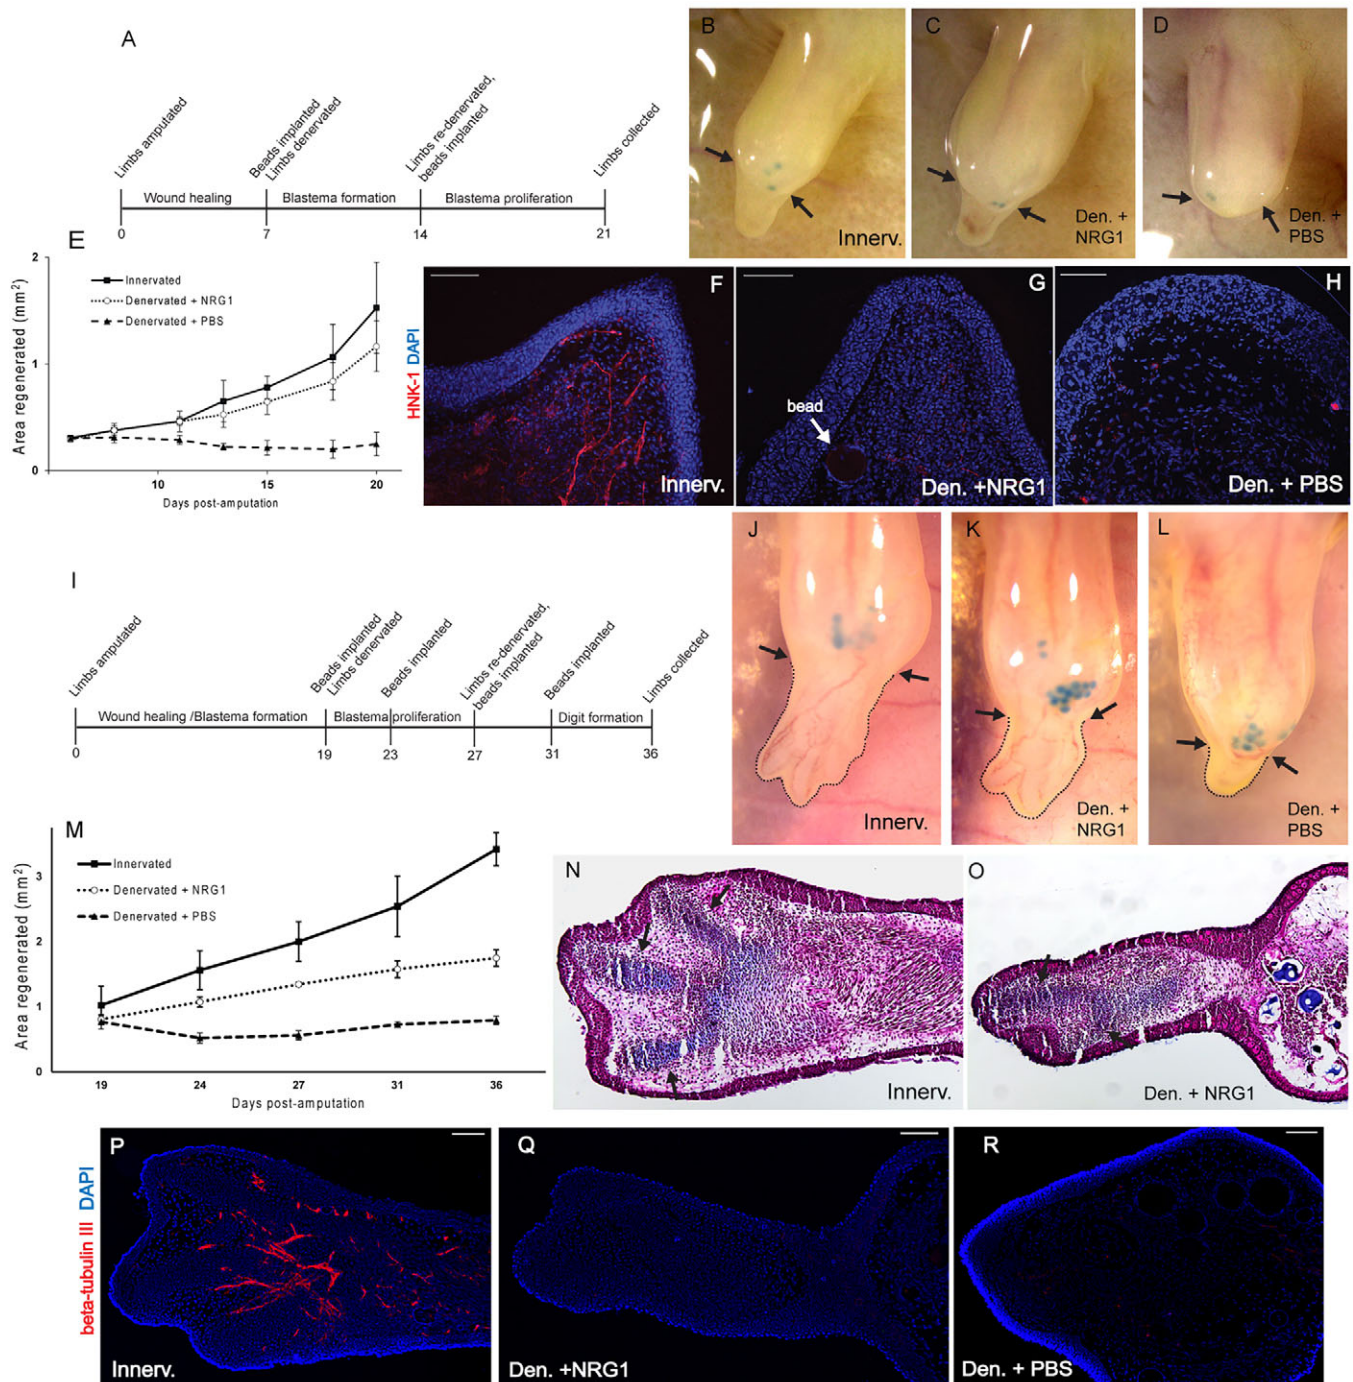 A
Limbs amputated
Beads implanted
Limbs denervated
Limbs re-denervated,
beads implanted
Limbs collected
Wound healing
Blastema formation
Blastema proliferation
0
7
14
21
B
Innerv.
C
Den. +
NRG1
D
Den. +
PBS
E
Area regenerated (mm²)
2
1
0
Innervated
Denervated + NRG1
Denervated + PBS
10
15
20
Days post-amputation
HNK-1 DAPI
F
Innerv.
G
bead
Den. +NRG1
H
Den. + PBS
I
Limbs amputated
Beads implanted
Limbs denervated
Beads implanted
Limbs re-denervated,
beads implanted
Beads implanted
Limbs collected
Wound healing /Blastema formation
Blastema proliferation
Digit formation
0
19
23
27
31
36
J
Innerv.
K
Den. +
NRG1
L
Den. +
PBS
M
Area regenerated (mm²)
3
2
1
0
Innervated
Denervated + NRG1
Denervated + PBS
19
24
27
31
36
Days post-amputation
N
Innerv.
O
Den. + NRG1
beta-tubulin III DAPI
P
Innerv.
Q
Den. +NRG1
R
Den. + PBS